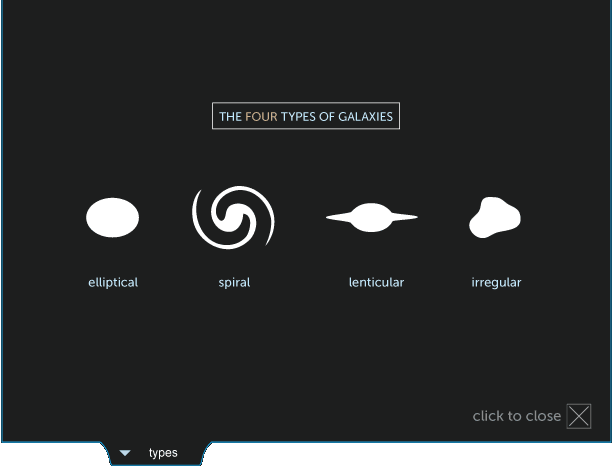 THE FOUR TYPES OF GALAXIES
elliptical
spiral
lenticular
irregular
click to close
types